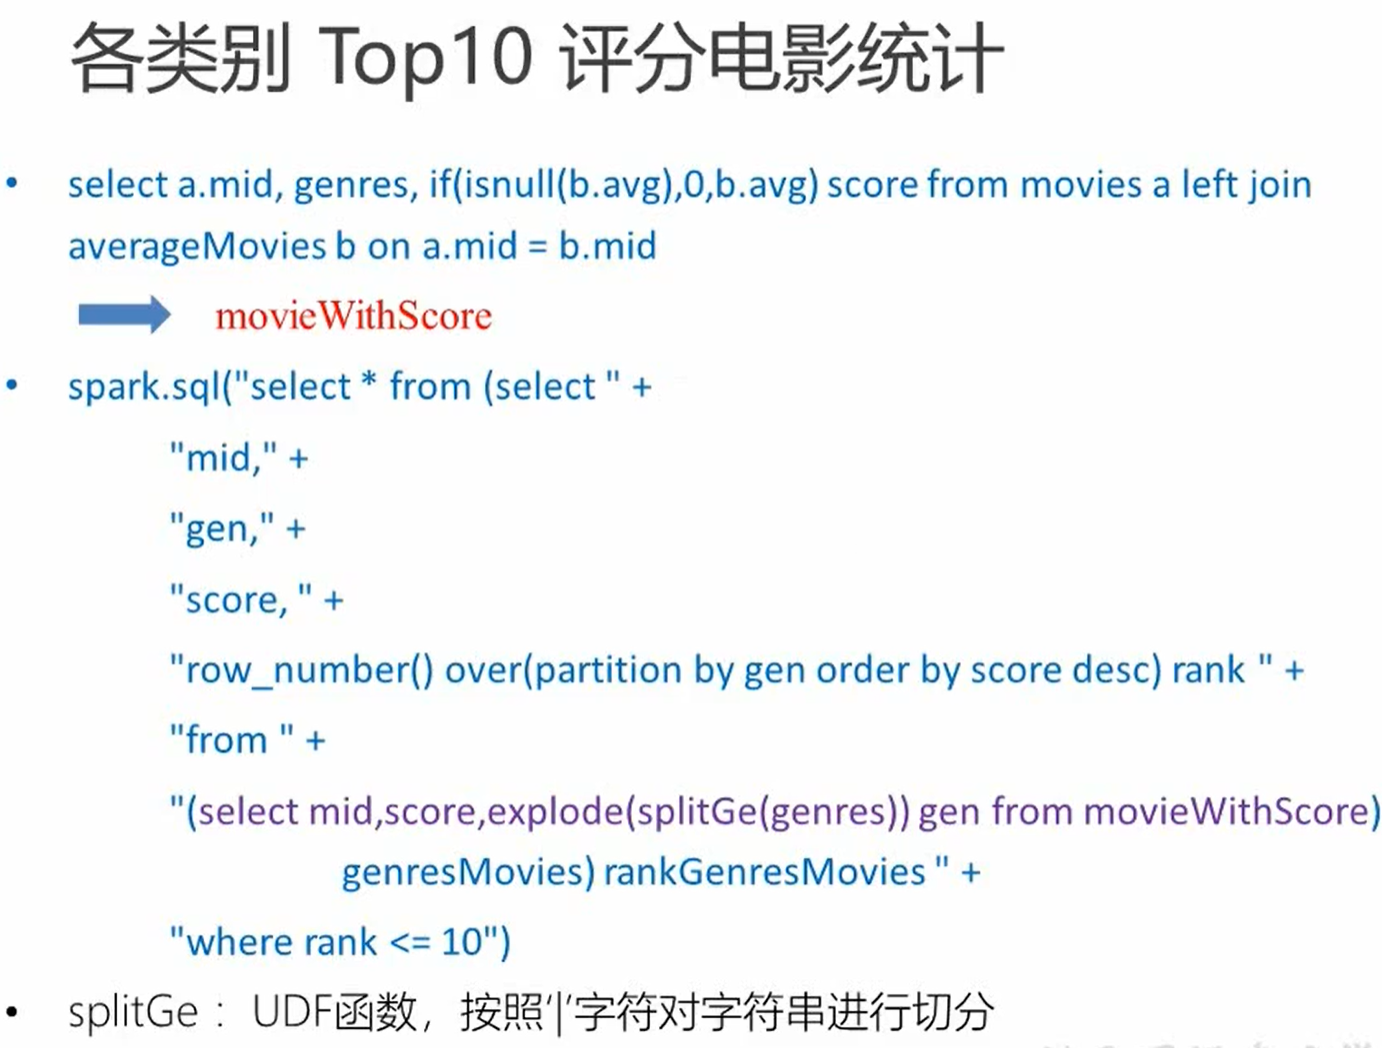 各类别 Top10 评分电影统计
• select a.mid, genres, if(isnull(b.avg),0,b.avg) score from movies a left join
averageMovies b on a.mid = b.mid
movieWithScore
• spark.sql("select * from (select " +
"mid," +
"gen," +
"score, " +
"row_number() over(partition by gen order by score desc) rank " +
"from " +
"(select mid,score,explode(splitGe(genres)) gen from movieWithScore)
genresMovies) rankGenresMovies " +
"where rank <= 10")
• splitGe： UDF函数，按照'|'字符对字符串进行切分